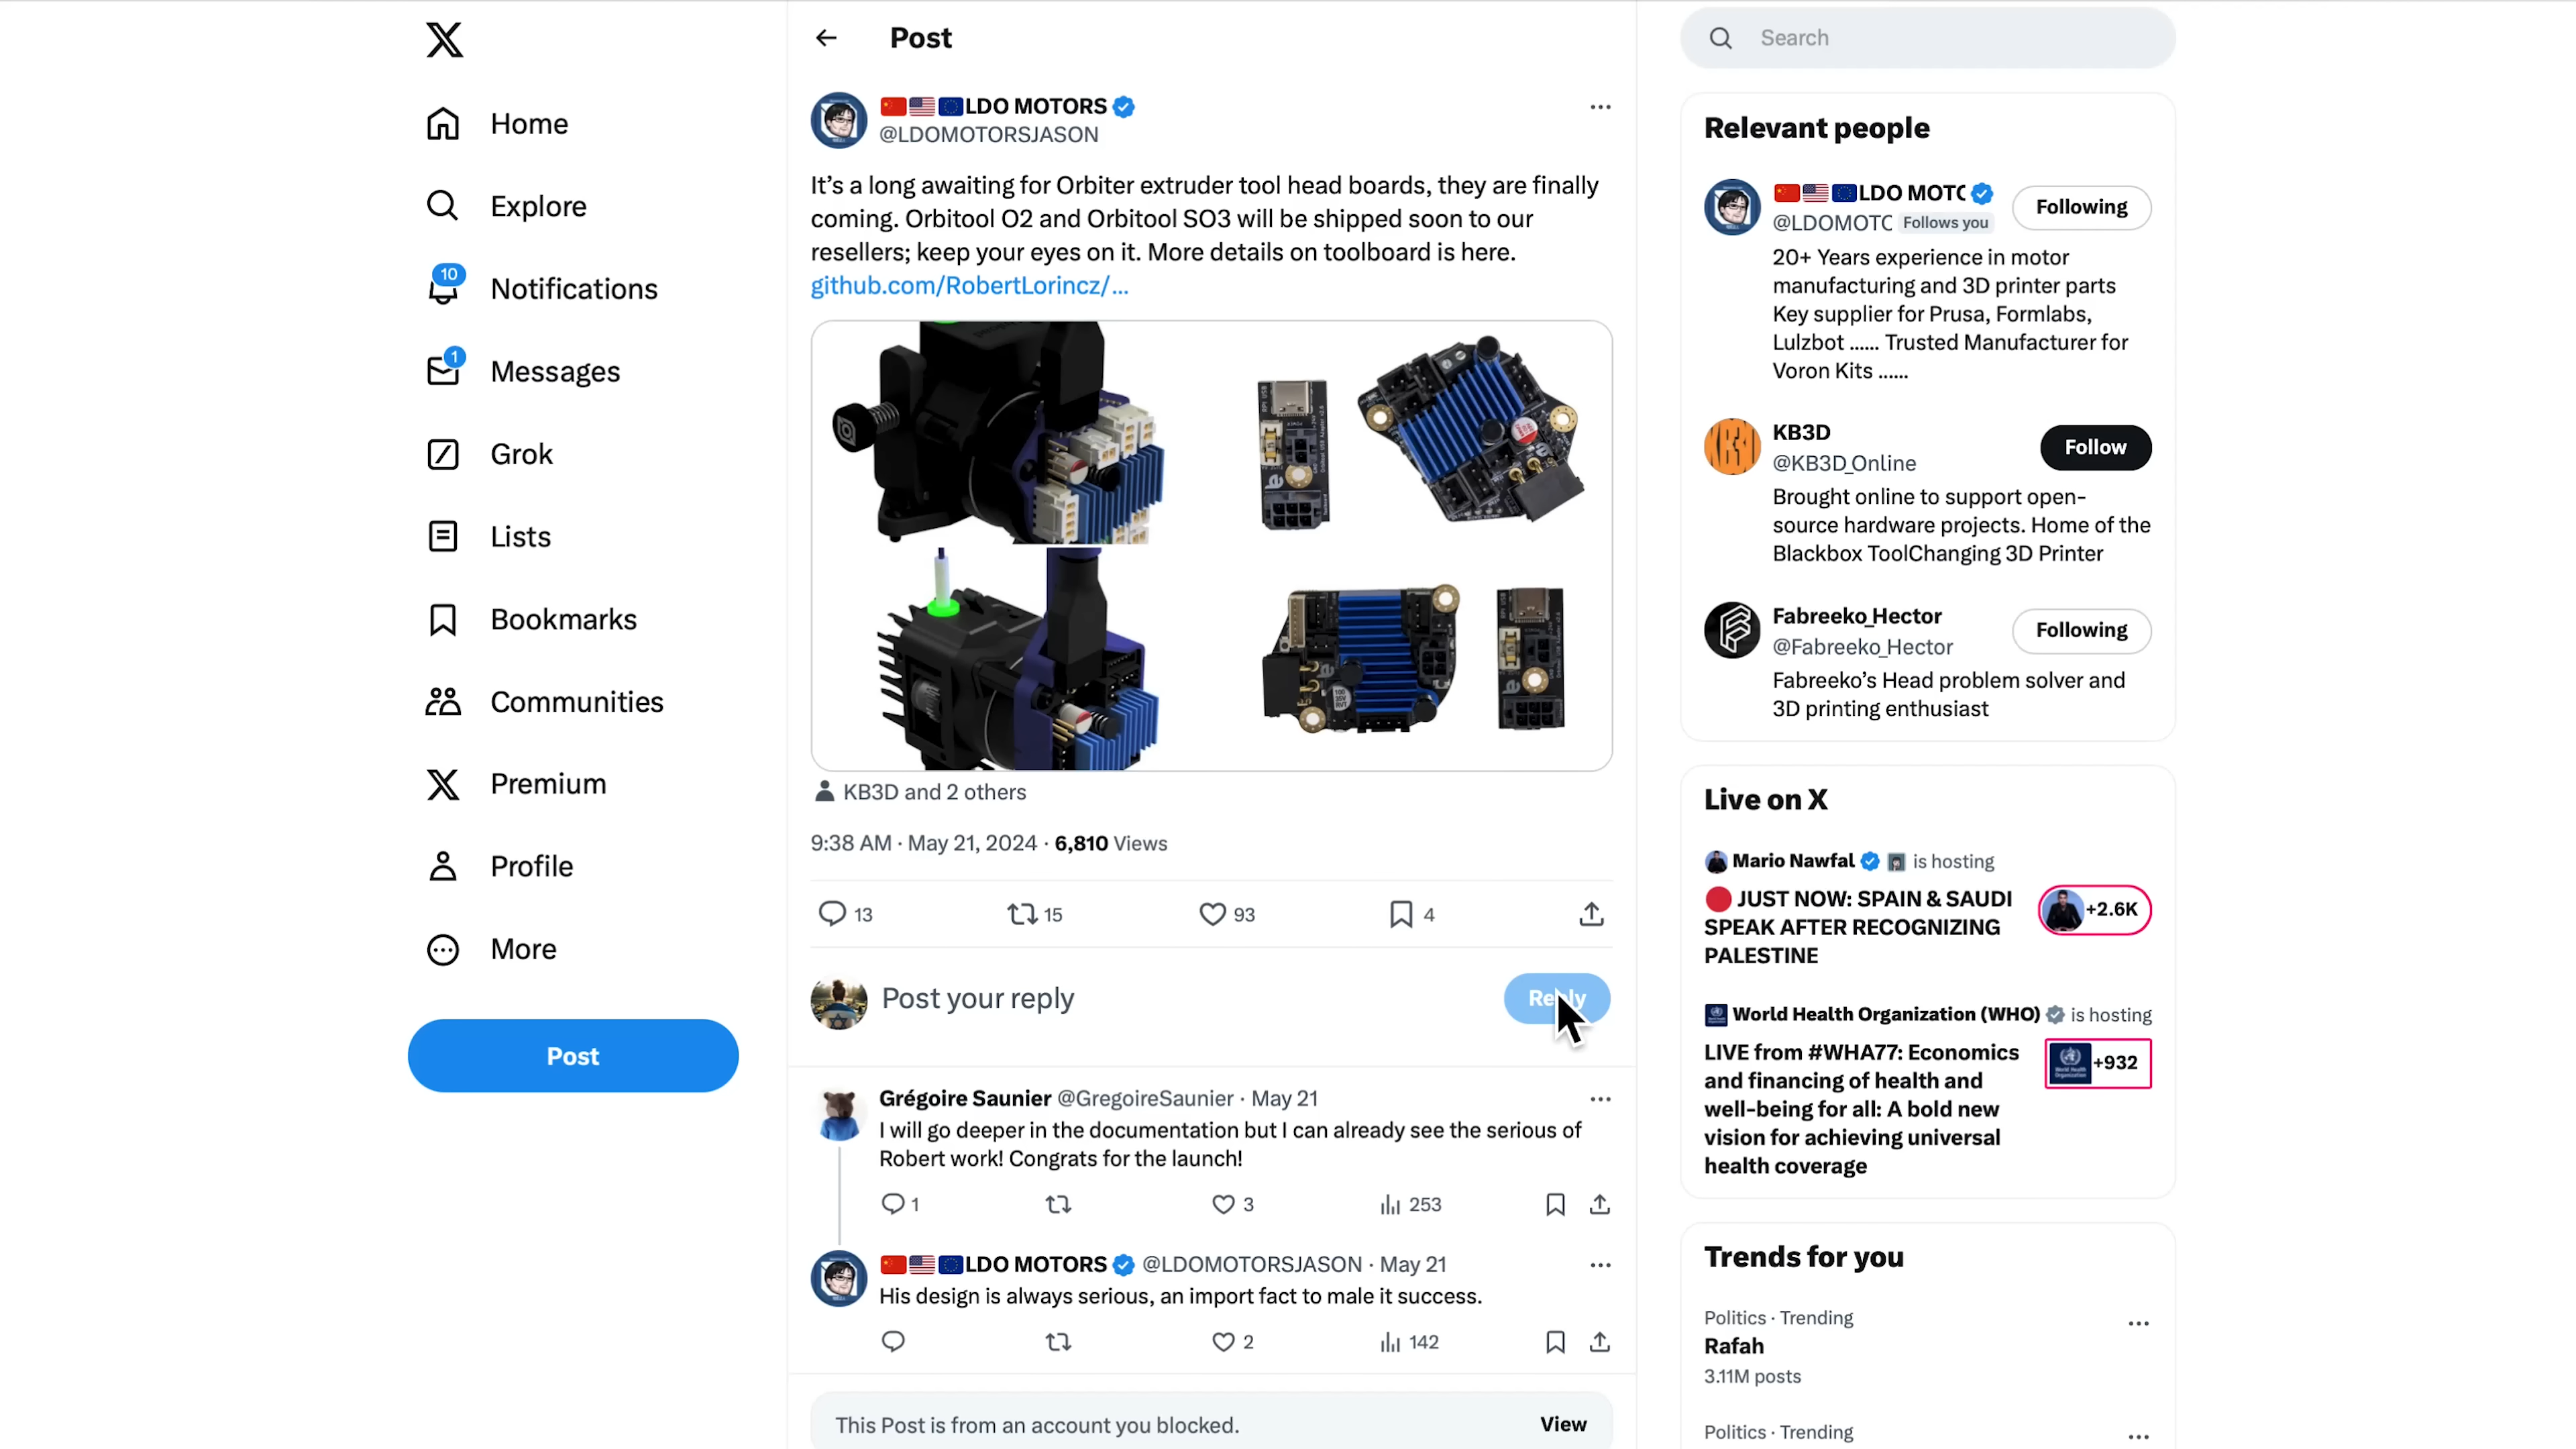 Home
Explore
10
Notifications
1
Messages
Grok
Lists
Bookmarks
Communities
Premium
Profile
More
Post
Post
🇨🇳🇺🇸🇪🇺LDO MOTORS
@LDOMOTORSJASON
It’s a long awaiting for Orbiter extruder tool head boards, they are finally
coming. Orbitool O2 and Orbitool SO3 will be shipped soon to our
resellers; keep your eyes on it. More details on toolboard is here.
github.com/RobertLorincz/...
KB3D and 2 others
9:38 AM · May 21, 2024 · 6,810 Views
13 15 93 4
Post your reply
Reply
Grégoire Saunier @GregoireSaunier · May 21
I will go deeper in the documentation but I can already see the serious of
Robert work! Congrats for the launch!
1 3 253
🇨🇳🇺🇸🇪🇺LDO MOTORS @LDOMOTORSJASON · May 21
His design is always serious, an import fact to male it success.
2 142
This Post is from an account you blocked. View
Search
Relevant people
🇨🇳🇺🇸🇪🇺LDO MOTO
Following
@LDOMOTC Follows you
20+ Years experience in motor
manufacturing and 3D printer parts
Key supplier for Prusa, Formlabs,
Lulzbot ...... Trusted Manufacturer for
Voron Kits ......
KB3D
@KB3D_Online
Follow
Brought online to support open-
source hardware projects. Home of the
Blackbox ToolChanging 3D Printer
Fabreeko_Hector
@Fabreeko_Hector
Following
Fabreeko’s Head problem solver and
3D printing enthusiast
Live on X
Mario Nawfal is hosting
🔴 JUST NOW: SPAIN & SAUDI
SPEAK AFTER RECOGNIZING
PALESTINE
+2.6K
World Health Organization (WHO) is hosting
LIVE from #WHA77: Economics
and financing of health and
well-being for all: A bold new
vision for achieving universal
health coverage
+932
Trends for you
Politics · Trending
Rafah
3.11M posts
Politics · Trending